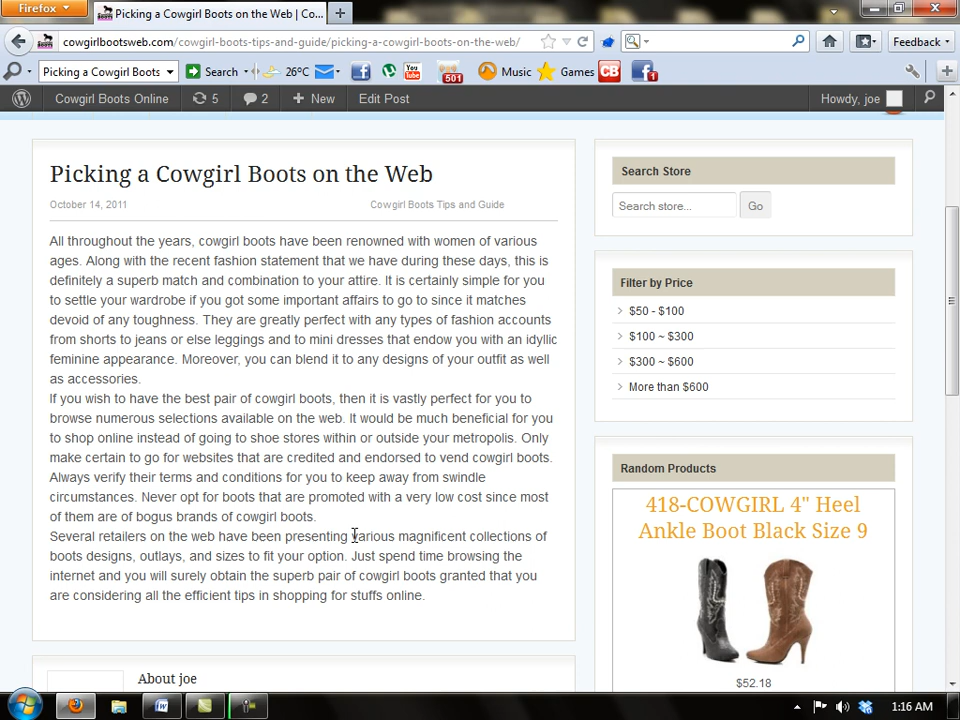 Firefox
Picking a Cowgirl Boots on the Web | Co...
cowgirlbootsweb.com/cowgirl-boots-tips-and-guide/picking-a-cowgirl-boots-on-the-web/
Feedback
Picking a Cowgirl Boots
Search
26°C
You Tube
501
Music
Games
CB
1
Cowgirl Boots Online
5
2
+ New
Edit Post
Howdy, joe
Picking a Cowgirl Boots on the Web
October 14, 2011
Cowgirl Boots Tips and Guide
All throughout the years, cowgirl boots have been renowned with women of various
ages. Along with the recent fashion statement that we have during these days, this is
definitely a superb match and combination to your attire. It is certainly simple for you
to settle your wardrobe if you got some important affairs to go to since it matches
devoid of any toughness. They are greatly perfect with any types of fashion accounts
from shorts to jeans or else leggings and to mini dresses that endow you with an idyllic
feminine appearance. Moreover, you can blend it to any designs of your outfit as well
as accessories.
If you wish to have the best pair of cowgirl boots, then it is vastly perfect for you to
browse numerous selections available on the web. It would be much beneficial for you
to shop online instead of going to shoe stores within or outside your metropolis. Only
make certain to go for websites that are credited and endorsed to vend cowgirl boots.
Always verify their terms and conditions for you to keep away from swindle
circumstances. Never opt for boots that are promoted with a very low cost since most
of them are of bogus brands of cowgirl boots.
Several retailers on the web have been presenting various magnificent collections of
boots designs, outlays, and sizes to fit your option. Just spend time browsing the
internet and you will surely obtain the superb pair of cowgirl boots granted that you
are considering all the efficient tips in shopping for stuffs online.
About joe
Search Store
Search store...
Go
Filter by Price
$50 - $100
$100 ~ $300
$300 ~ $600
More than $600
Random Products
418-COWGIRL 4" Heel
Ankle Boot Black Size 9
$52.18
1:16 AM